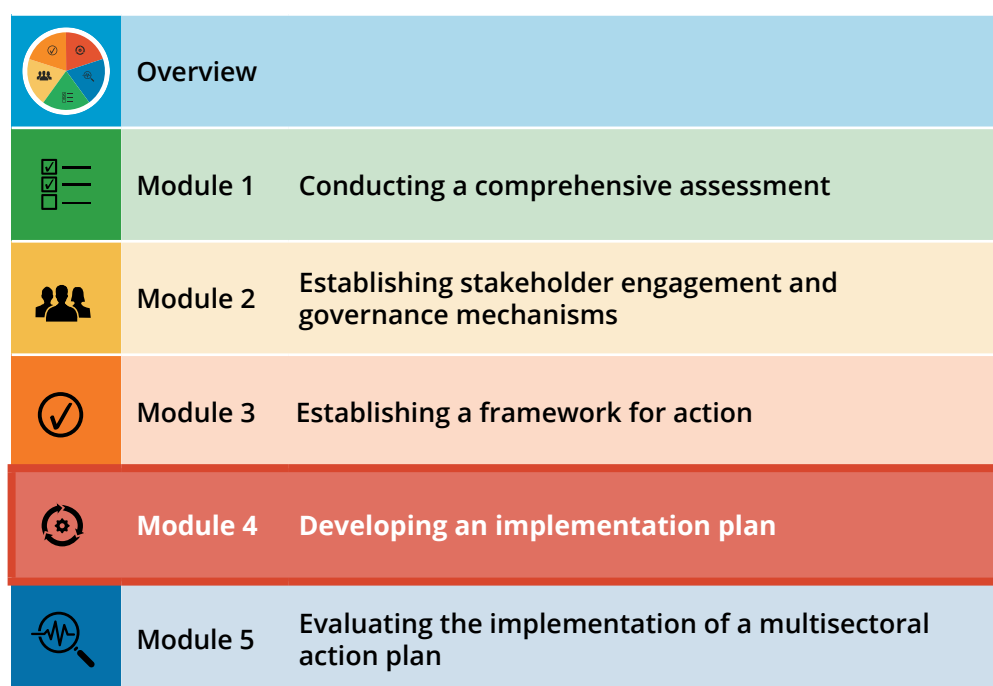 Overview
Module 1 Conducting a comprehensive assessment
Module 2 Establishing stakeholder engagement and
governance mechanisms
Module 3 Establishing a framework for action
Module 4 Developing an implementation plan
Module 5 Evaluating the implementation of a multisectoral
action plan